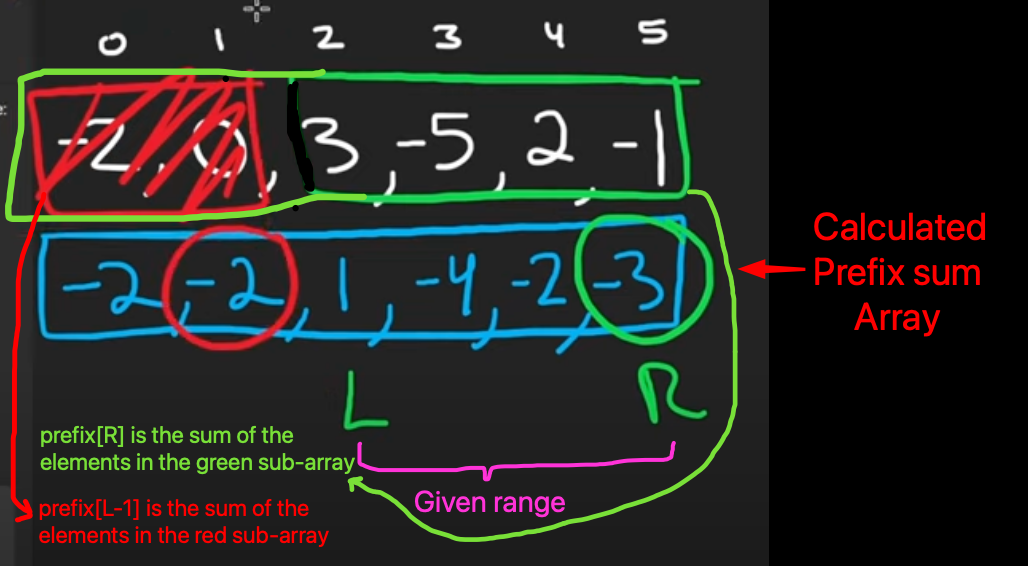 0 1 2 3 4 5
e:
-2, 0, 3, -5, 2, -1
-2, -2, 1, -4, -2, -3
L R
Calculated
Prefix sum
Array
prefix[R] is the sum of the
elements in the green sub-array
Given range
prefix[L-1] is the sum of the
elements in the red sub-array